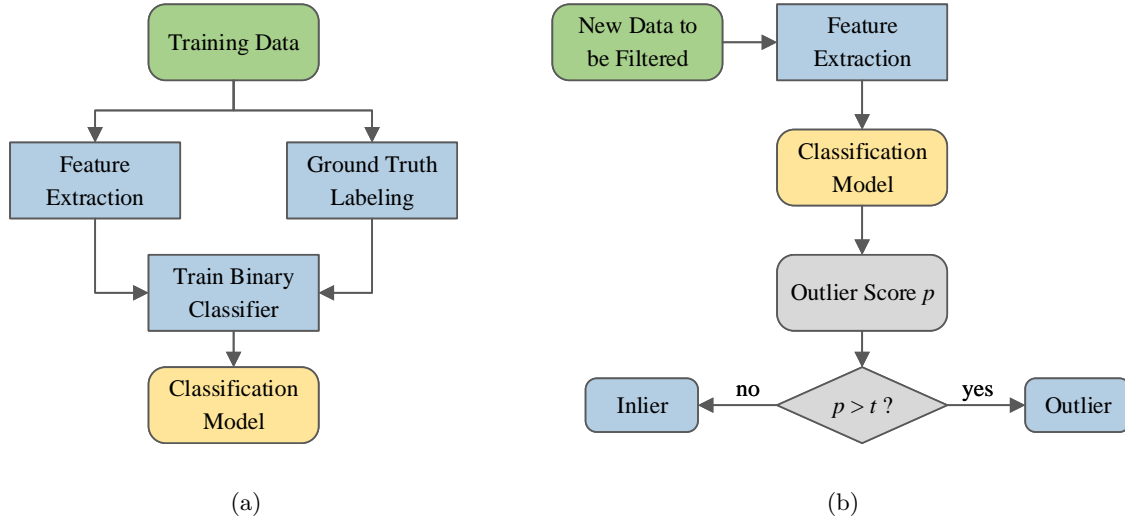 Training Data
Feature
Extraction
Ground Truth
Labeling
Train Binary
Classifier
Classification
Model
(a)
New Data to
be Filtered
Feature
Extraction
Classification
Model
Outlier Score p
p > t ?
no
Inlier
yes
Outlier
(b)